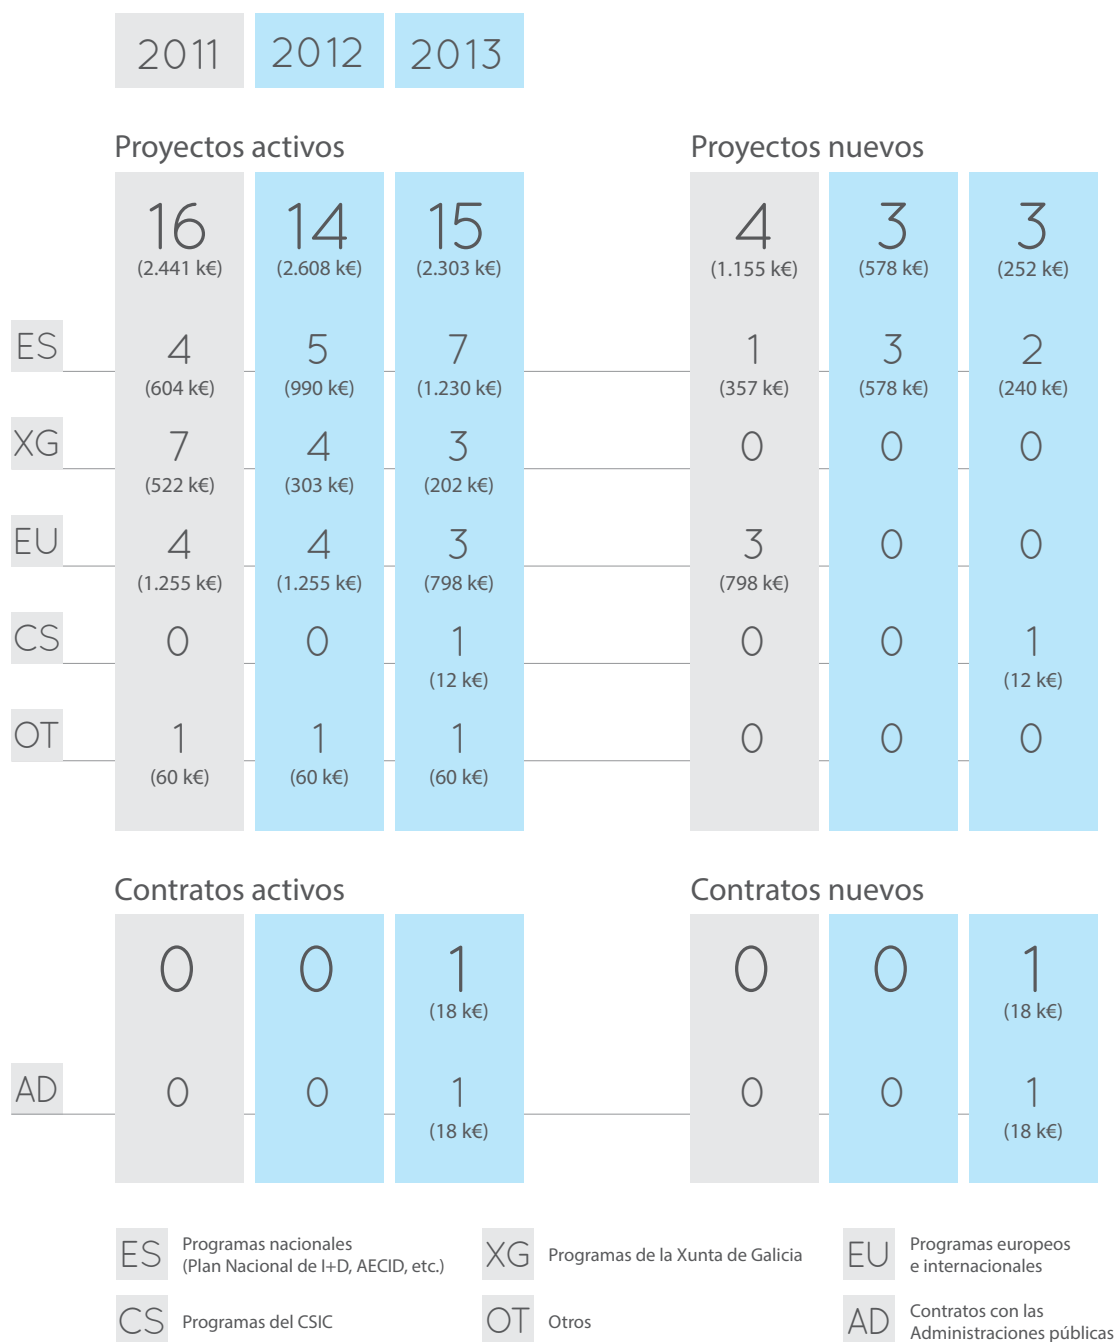 2011 2012 2013
Proyectos activos Proyectos nuevos
16 14 15 4 3 3
(2.441 k€) (2.608 k€) (2.303 k€) (1.155 k€) (578 k€) (252 k€)
ES 4 5 7 1 3 2
(604 k€) (990 k€) (1.230 k€) (357 k€) (578 k€) (240 k€)
XG 7 4 3 0 0 0
(522 k€) (303 k€) (202 k€)
EU 4 4 3 3 0 0
(1.255 k€) (1.255 k€) (798 k€) (798 k€)
CS 0 0 1 0 0 1
(12 k€) (12 k€)
OT 1 1 1 0 0 0
(60 k€) (60 k€) (60 k€)
Contratos activos Contratos nuevos
0 0 1 0 0 1
(18 k€) (18 k€)
AD 0 0 1 0 0 1
(18 k€) (18 k€)
ES Programas nacionales
(Plan Nacional de I+D, AECID, etc.)
XG Programas de la Xunta de Galicia
EU Programas europeos
e internacionales
CS Programas del CSIC
OT Otros
AD Contratos con las
Administraciones públicas